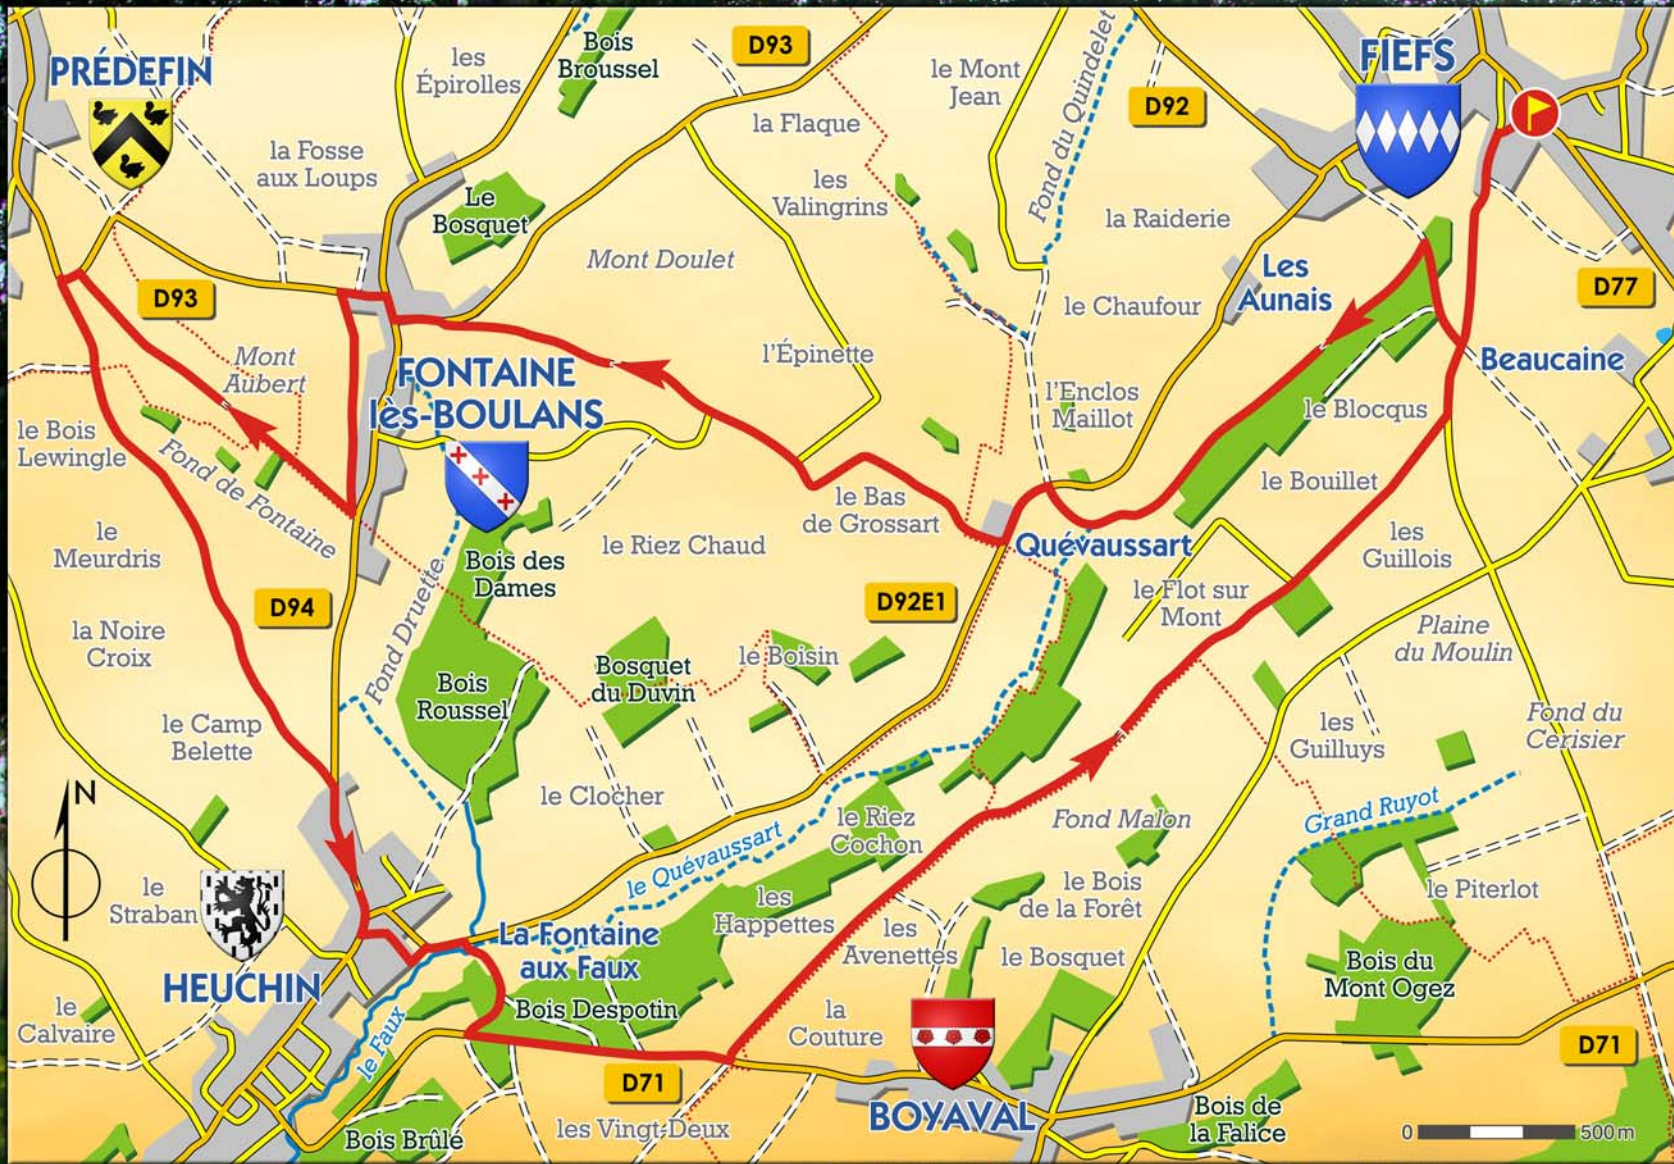 PRÉDEFIN
les
Épirolles
Bois
Broussel
D93
le Mont
Jean
Fond du Quindelet
D92
FIEFS
la Fosse
aux Loups
la Flaque
Le
Bosquet
les
Valingrins
la Raiderie
Mont Doulet
Les
Aunais
D77
D93
le Chaufour
Mont
Aubert
l'Épinette
Beaucaine
FONTAINE
lès-BOULANS
l'Enclos
Maillot
le Blocqus
le Bois
Lewingle
Fond de Fontaine
le Bouillet
le Bas
de Grossart
le
Meurdris
le Riez Chaud
Quévaussart
les
Guillois
Bois des
Dames
D94
Fond Druette
D92E1
le Flot sur
Mont
la Noire
Croix
Plaine
du Moulin
Bosquet
du Duvin
le Boisin
Bois
Roussel
le Camp
Belette
les
Guilluys
Fond du
Cerisier
N
le Clocher
Grand Ruyot
le Riez
Cochon
Fond Malon
le Quévaussart
le
Straban
les
Happettes
le Bois
de la Forêt
le Piterlot
La Fontaine
aux Faux
les
Avenettes
le Bosquet
Bois du
Mont Ogez
HEUCHIN
Bois Despotin
le
Calvaire
la
Couture
le Faux
D71
D71
BOYAVAL
les Vingt-Deux
Bois Brûlé
Bois de
la Falice
0 500 m